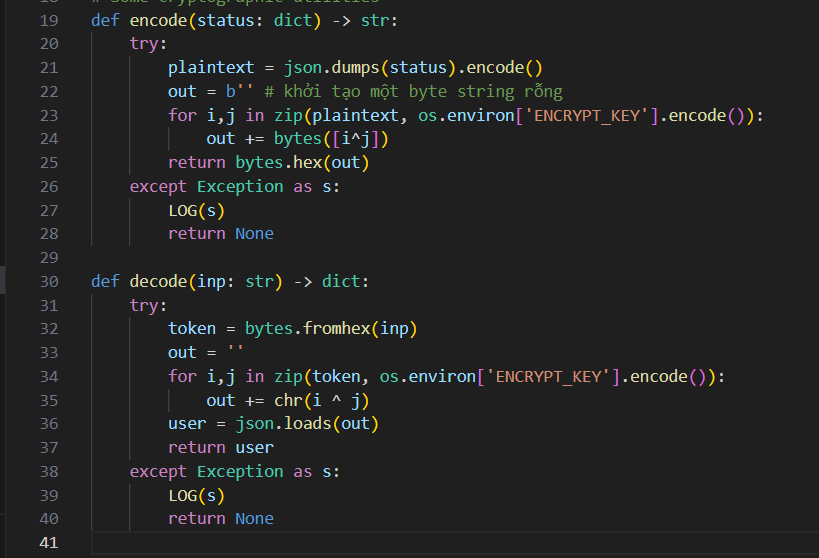 18 # Some cryptographic utilities
19 def encode(status: dict) -> str:
20     try:
21         plaintext = json.dumps(status).encode()
22         out = b'' # khởi tạo một byte string rỗng
23         for i,j in zip(plaintext, os.environ['ENCRYPT_KEY'].encode()):
24             out += bytes([i^j])
25         return bytes.hex(out)
26     except Exception as s:
27         LOG(s)
28         return None
29
30 def decode(inp: str) -> dict:
31     try:
32         token = bytes.fromhex(inp)
33         out = ''
34         for i,j in zip(token, os.environ['ENCRYPT_KEY'].encode()):
35             out += chr(i ^ j)
36         user = json.loads(out)
37         return user
38     except Exception as s:
39         LOG(s)
40         return None
41